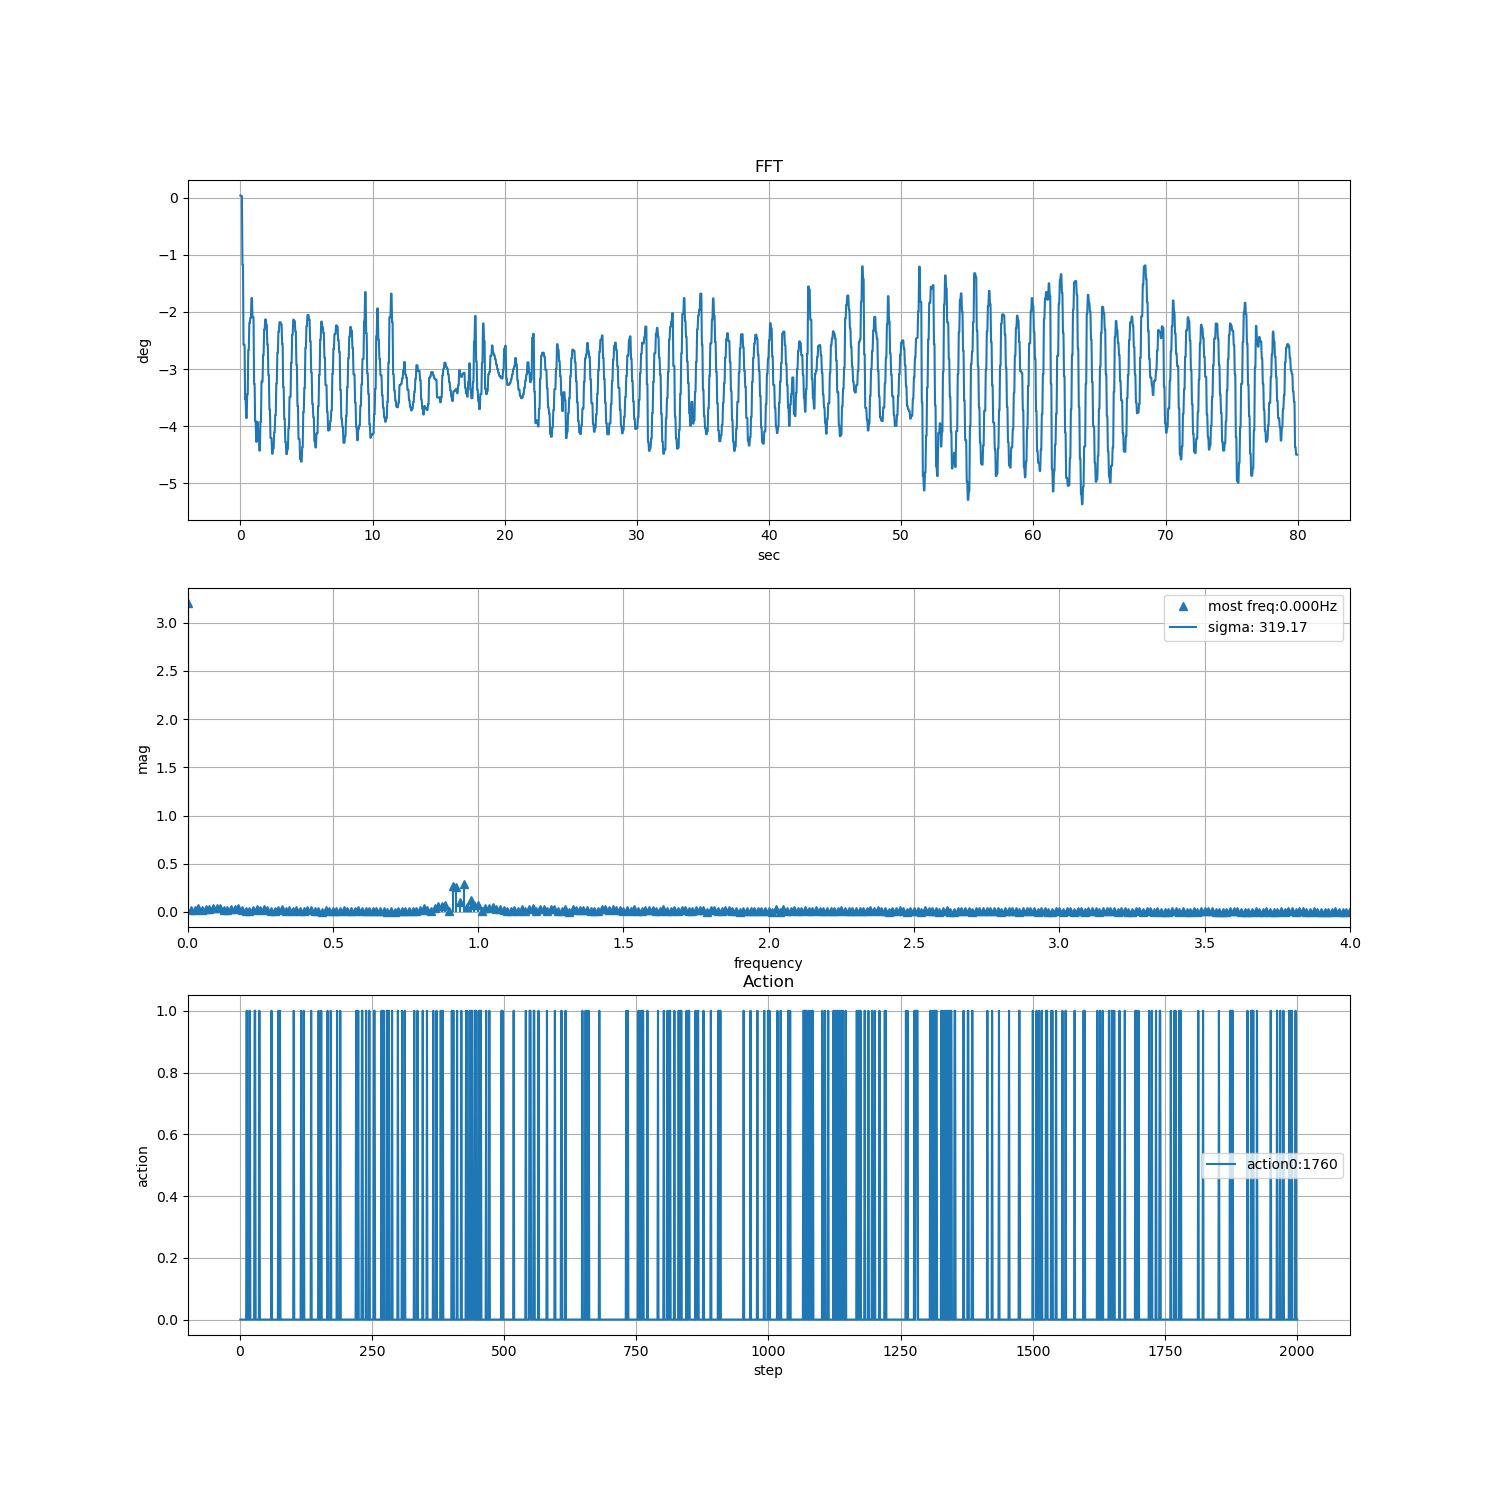 FFT
0
−1
−2
−3
−4
−5
deg
0 10 20 30 40 50 60 70 80
sec
most freq:0.000Hz
sigma: 319.17
3.0
2.5
2.0
1.5
1.0
0.5
0.0
mag
0.0 0.5 1.0 1.5 2.0 2.5 3.0 3.5 4.0
frequency
Action
1.0
0.8
0.6
0.4
0.2
0.0
action
action0:1760
0 250 500 750 1000 1250 1500 1750 2000
step